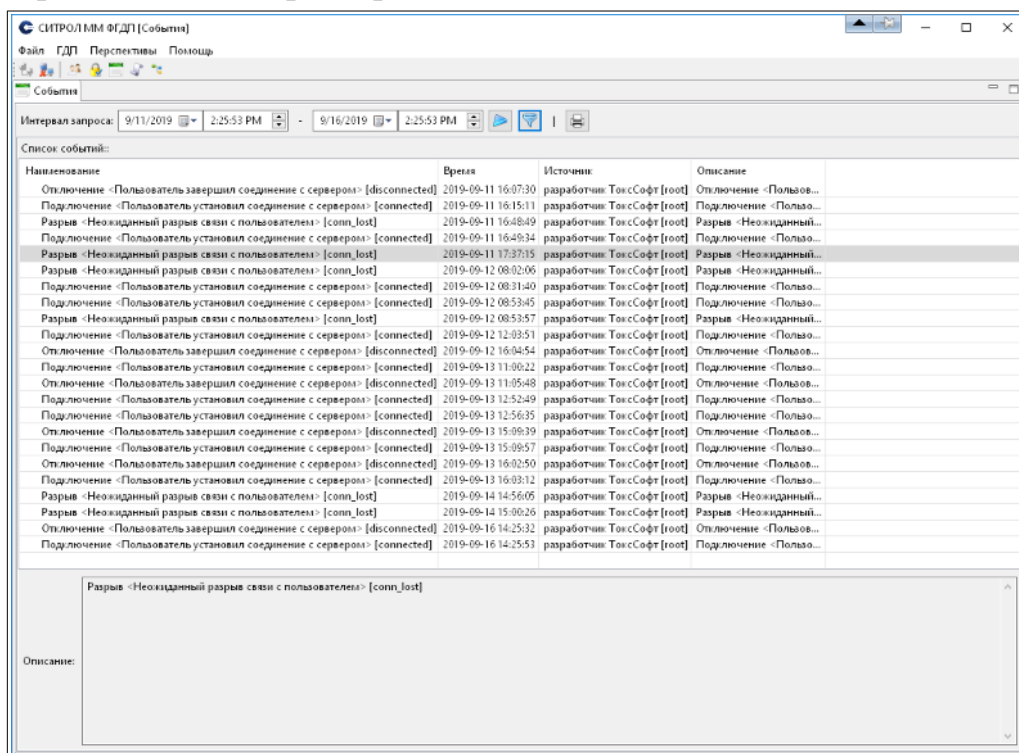 СИТРОЛ ММ ФГДП [События]
Файл ГДП Перспективы Помощь
События
Интервал запроса: 9/11/2019 2:25:53 PM - 9/16/2019 2:25:53 PM |
Список событий::
Наименование Время Источник Описание
Отключение <Пользователь завершил соединение с сервером> [disconnected] 2019-09-11 16:07:30 разработчик ТоксСофт [root] Отключение <Пользов...
Подключение <Пользователь установил соединение с сервером> [connected] 2019-09-11 16:15:11 разработчик ТоксСофт [root] Подключение <Пользо...
Разрыв <Неожиданный разрыв связи с пользователем> [conn_lost] 2019-09-11 16:48:49 разработчик ТоксСофт [root] Разрыв <Неожиданный...
Подключение <Пользователь установил соединение с сервером> [connected] 2019-09-11 16:49:34 разработчик ТоксСофт [root] Подключение <Пользо...
Разрыв <Неожиданный разрыв связи с пользователем> [conn_lost] 2019-09-11 17:37:15 разработчик ТоксСофт [root] Разрыв <Неожиданный...
Разрыв <Неожиданный разрыв связи с пользователем> [conn_lost] 2019-09-12 08:02:06 разработчик ТоксСофт [root] Разрыв <Неожиданный...
Подключение <Пользователь установил соединение с сервером> [connected] 2019-09-12 08:31:40 разработчик ТоксСофт [root] Подключение <Пользо...
Подключение <Пользователь установил соединение с сервером> [connected] 2019-09-12 08:53:45 разработчик ТоксСофт [root] Подключение <Пользо...
Разрыв <Неожиданный разрыв связи с пользователем> [conn_lost] 2019-09-12 08:53:57 разработчик ТоксСофт [root] Разрыв <Неожиданный...
Подключение <Пользователь установил соединение с сервером> [connected] 2019-09-12 12:03:51 разработчик ТоксСофт [root] Подключение <Пользо...
Отключение <Пользователь завершил соединение с сервером> [disconnected] 2019-09-12 16:04:54 разработчик ТоксСофт [root] Отключение <Пользов...
Подключение <Пользователь установил соединение с сервером> [connected] 2019-09-13 11:00:22 разработчик ТоксСофт [root] Подключение <Пользо...
Отключение <Пользователь завершил соединение с сервером> [disconnected] 2019-09-13 11:05:48 разработчик ТоксСофт [root] Отключение <Пользов...
Подключение <Пользователь установил соединение с сервером> [connected] 2019-09-13 12:52:49 разработчик ТоксСофт [root] Подключение <Пользо...
Подключение <Пользователь установил соединение с сервером> [connected] 2019-09-13 12:56:35 разработчик ТоксСофт [root] Подключение <Пользо...
Отключение <Пользователь завершил соединение с сервером> [disconnected] 2019-09-13 15:09:39 разработчик ТоксСофт [root] Отключение <Пользов...
Подключение <Пользователь установил соединение с сервером> [connected] 2019-09-13 15:09:57 разработчик ТоксСофт [root] Подключение <Пользо...
Отключение <Пользователь завершил соединение с сервером> [disconnected] 2019-09-13 16:02:50 разработчик ТоксСофт [root] Отключение <Пользов...
Подключение <Пользователь установил соединение с сервером> [connected] 2019-09-13 16:03:12 разработчик ТоксСофт [root] Подключение <Пользо...
Разрыв <Неожиданный разрыв связи с пользователем> [conn_lost] 2019-09-14 14:56:05 разработчик ТоксСофт [root] Разрыв <Неожиданный...
Разрыв <Неожиданный разрыв связи с пользователем> [conn_lost] 2019-09-14 15:00:26 разработчик ТоксСофт [root] Разрыв <Неожиданный...
Отключение <Пользователь завершил соединение с сервером> [disconnected] 2019-09-16 14:25:32 разработчик ТоксСофт [root] Отключение <Пользов...
Подключение <Пользователь установил соединение с сервером> [connected] 2019-09-16 14:25:53 разработчик ТоксСофт [root] Подключение <Пользо...
Разрыв <Неожиданный разрыв связи с пользователем> [conn_lost]
Описание: